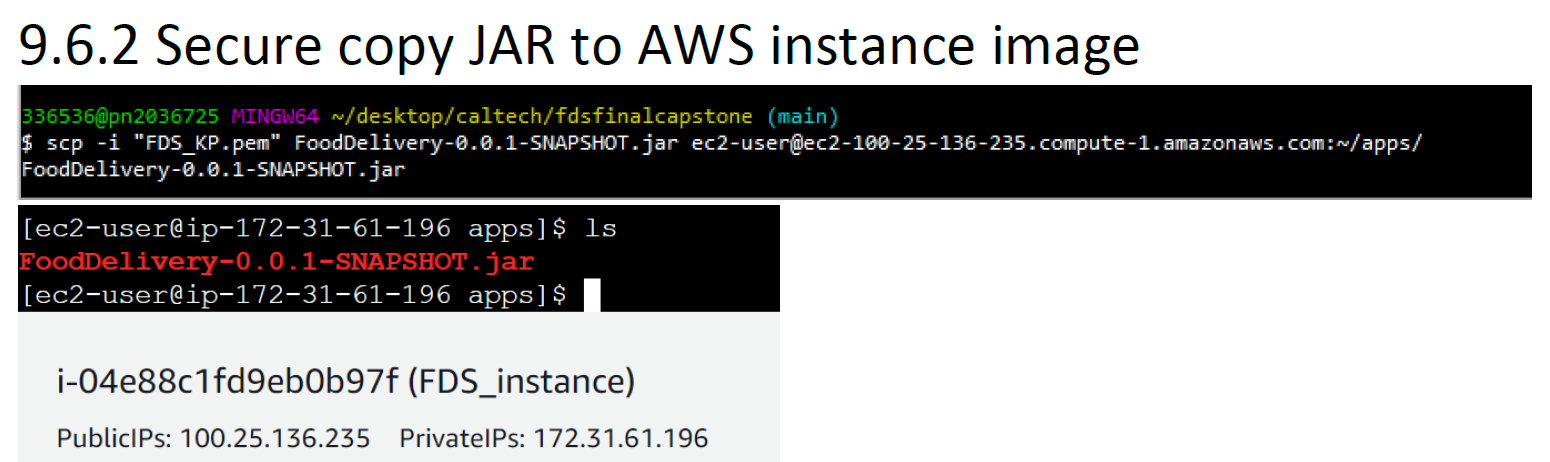 9.6.2 Secure copy JAR to AWS instance image
336536@pn2036725 MINGW64 ~/desktop/caltech/fdsfinalcapstone (main)
$ scp -i "FDS_KP.pem" FoodDelivery-0.0.1-SNAPSHOT.jar ec2-user@ec2-100-25-136-235.compute-1.amazonaws.com:~/apps/
FoodDelivery-0.0.1-SNAPSHOT.jar
[ec2-user@ip-172-31-61-196 apps]$ ls
FoodDelivery-0.0.1-SNAPSHOT.jar
[ec2-user@ip-172-31-61-196 apps]$
i-04e88c1fd9eb0b97f (FDS_instance)
PublicIPs: 100.25.136.235 PrivateIPs: 172.31.61.196